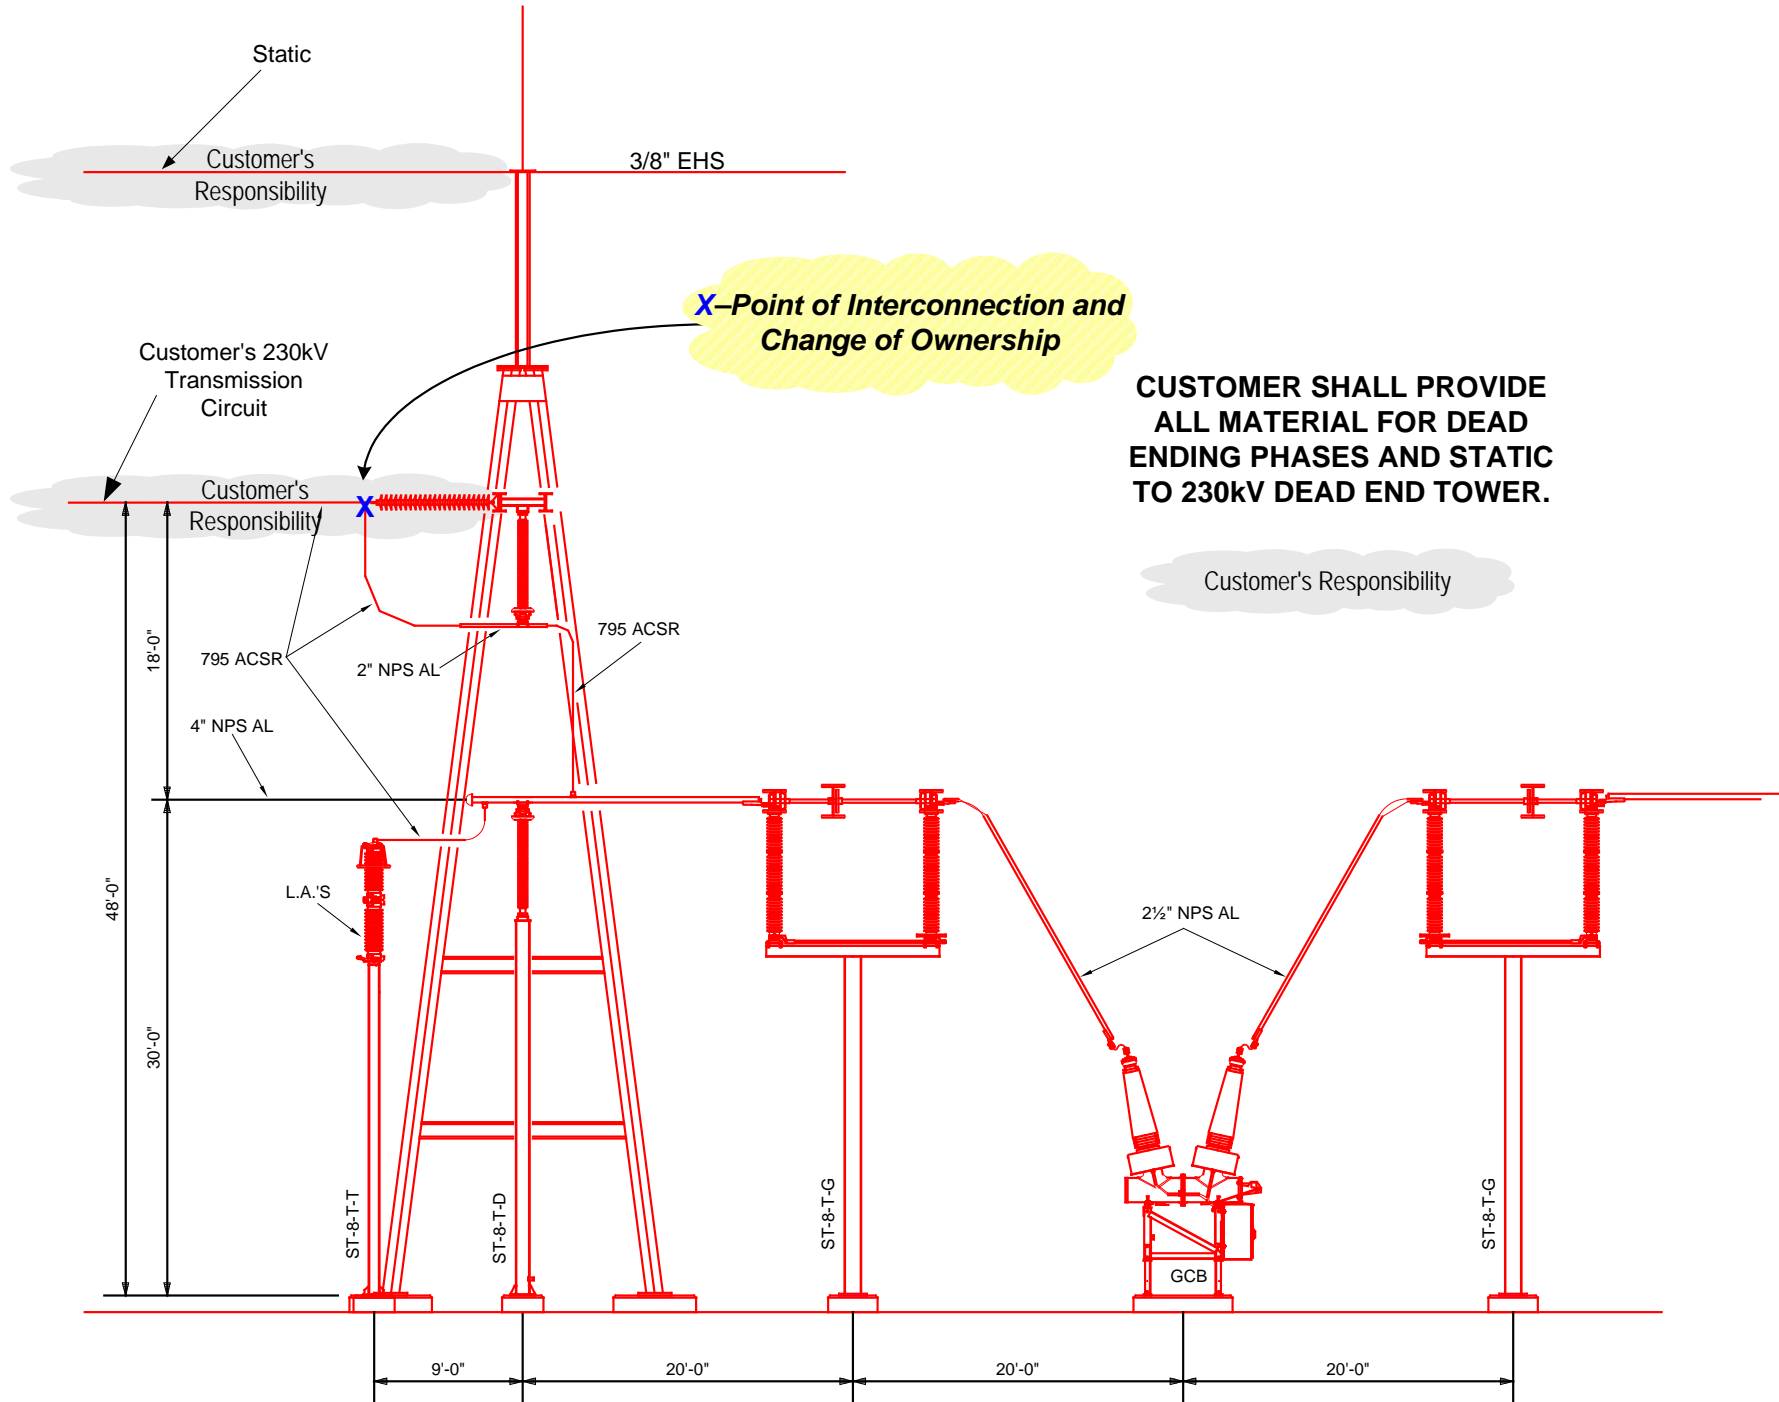 Static
Customer's
Responsibility
3/8" EHS
X–Point of Interconnection and
Change of Ownership
Customer's 230kV
Transmission
Circuit
CUSTOMER SHALL PROVIDE
ALL MATERIAL FOR DEAD
ENDING PHASES AND STATIC
TO 230kV DEAD END TOWER.
Customer's
Responsibility
X
Customer's Responsibility
18'-0"
795 ACSR
2" NPS AL
795 ACSR
4" NPS AL
48'-0"
L.A.'S
2½" NPS AL
30'-0"
ST-8-T-T
ST-8-T-D
ST-8-T-G
GCB
ST-8-T-G
9'-0"
20'-0"
20'-0"
20'-0"